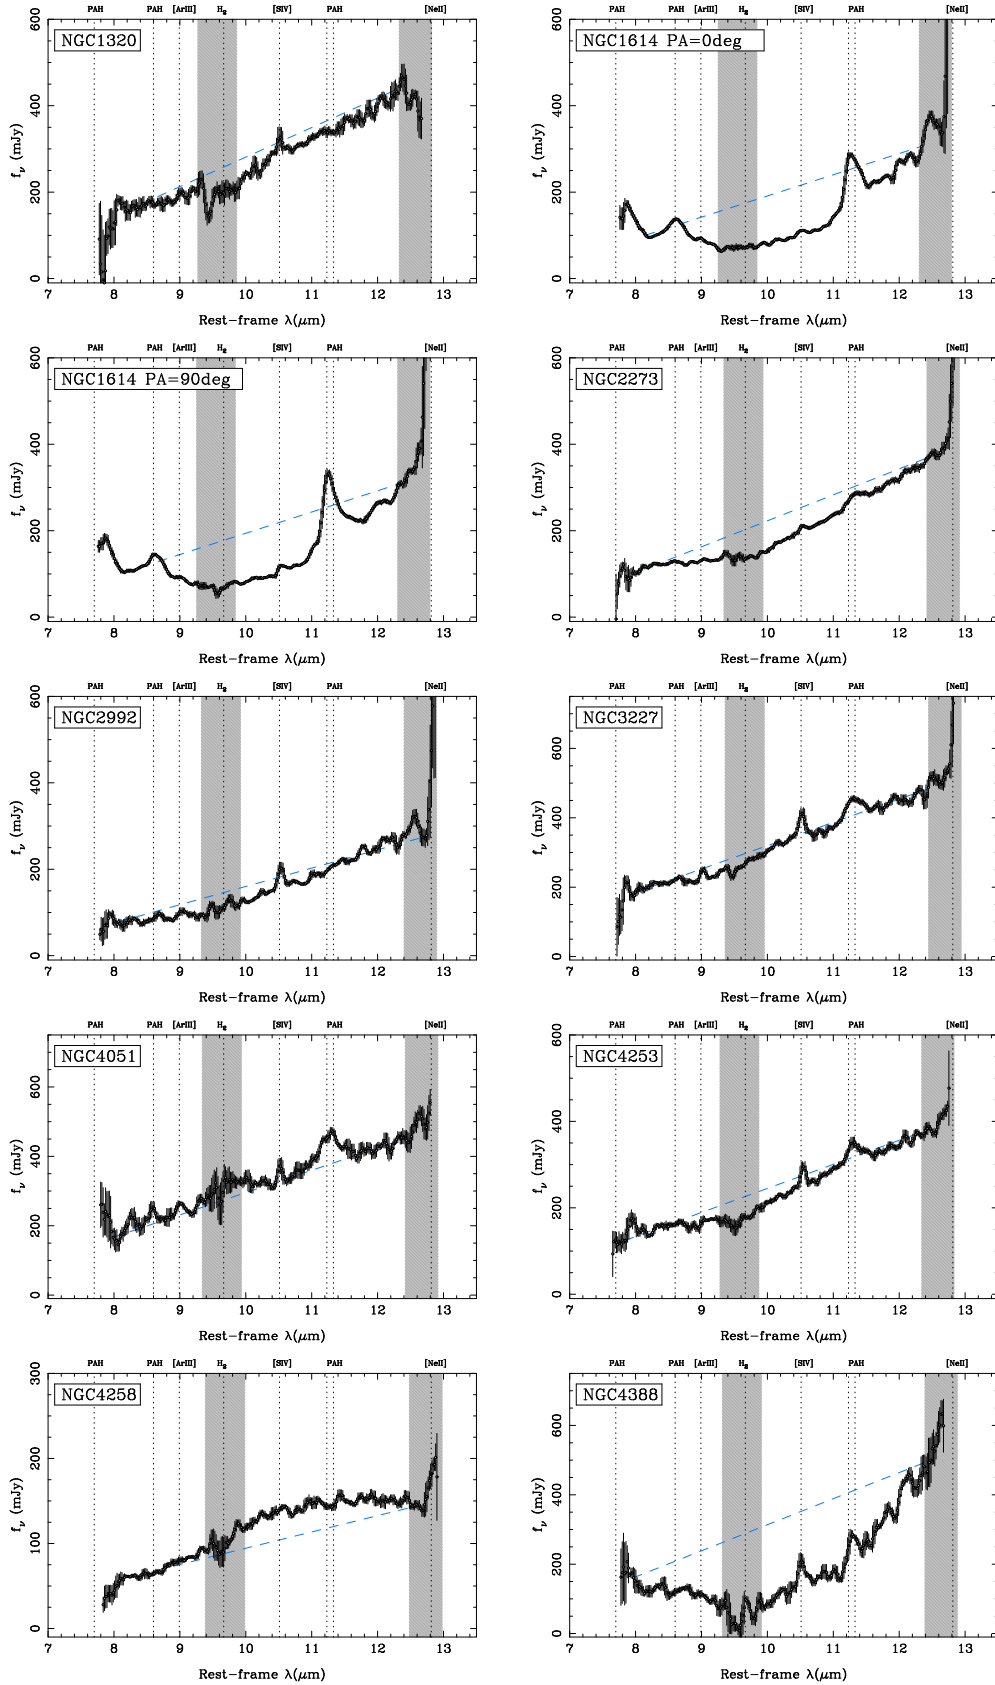 PAH PAH [ArIII] H2 [SIV] PAH [NeII]
PAH PAH [ArIII] H2 [SIV] PAH [NeII]
NGC1320
NGC1614 PA=0deg
fν (mJy)
0 200 400 600
7 8 9 10 11 12 13
Rest-frame λ(μm)
fν (mJy)
0 200 400 600
7 8 9 10 11 12 13
Rest-frame λ(μm)
PAH PAH [ArIII] H2 [SIV] PAH [NeII]
PAH PAH [ArIII] H2 [SIV] PAH [NeII]
NGC1614 PA=90deg
NGC2273
fν (mJy)
0 200 400 600
7 8 9 10 11 12 13
Rest-frame λ(μm)
fν (mJy)
0 200 400 600
7 8 9 10 11 12 13
Rest-frame λ(μm)
PAH PAH [ArIII] H2 [SIV] PAH [NeII]
PAH PAH [ArIII] H2 [SIV] PAH [NeII]
NGC2992
NGC3227
fν (mJy)
0 200 400 600
7 8 9 10 11 12 13
Rest-frame λ(μm)
fν (mJy)
0 200 400 600
7 8 9 10 11 12 13
Rest-frame λ(μm)
PAH PAH [ArIII] H2 [SIV] PAH [NeII]
PAH PAH [ArIII] H2 [SIV] PAH [NeII]
NGC4051
NGC4253
fν (mJy)
0 200 400 600
7 8 9 10 11 12 13
Rest-frame λ(μm)
fν (mJy)
0 200 400 600
7 8 9 10 11 12 13
Rest-frame λ(μm)
PAH PAH [ArIII] H2 [SIV] PAH [NeII]
PAH PAH [ArIII] H2 [SIV] PAH [NeII]
NGC4258
NGC4388
fν (mJy)
0 100 200 300
7 8 9 10 11 12 13
Rest-frame λ(μm)
fν (mJy)
0 200 400 600
7 8 9 10 11 12 13
Rest-frame λ(μm)